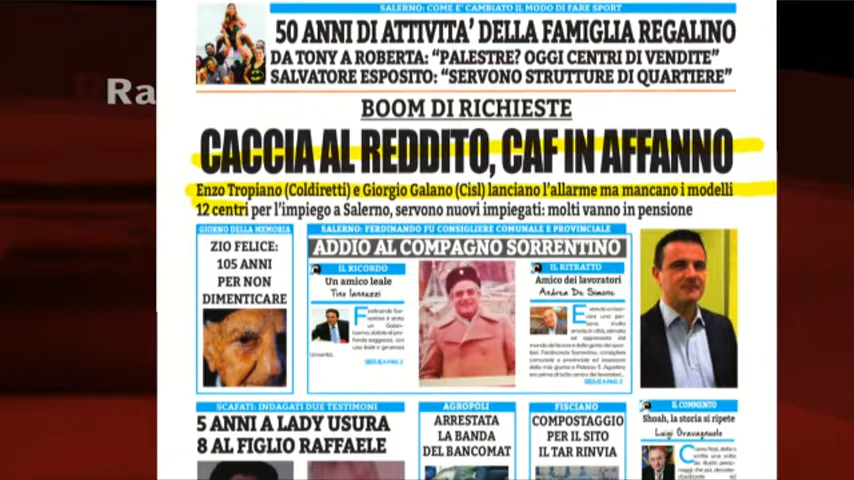 Ra
SALERNO: COME E' CAMBIATO IL MODO DI FARE SPORT
50 ANNI DI ATTIVITA' DELLA FAMIGLIA REGALINO
DA TONY A ROBERTA: “PALESTRE? OGGI CENTRI DI VENDITE”
SALVATORE ESPOSITO: “SERVONO STRUTTURE DI QUARTIERE”
BOOM DI RICHIESTE
CACCIA AL REDDITO, CAF IN AFFANNO
Enzo Tropiano (Coldiretti) e Giorgio Galano (Cisl) lanciano l'allarme ma mancano i modelli
12 centri per l'impiego a Salerno, servono nuovi impiegati: molti vanno in pensione
GIORNO DELLA MEMORIA
ZIO FELICE:
105 ANNI
PER NON
DIMENTICARE
SALERNO: FERDINANDO FU CONSIGLIERE COMUNALE E PROVINCIALE
ADDIO AL COMPAGNO SORRENTINO
IL RICORDO
Un amico leale
Tino Iannuzzi
SEGUE A PAG. 2
IL RITRATTO
Amico dei lavoratori
Andrea De Simone
SEGUE A PAG. 2
SCAFATI: INDAGATI DUE TESTIMONI
5 ANNI A LADY USURA
8 AL FIGLIO RAFFAELE
AGROPOLI
ARRESTATA
LA BANDA
DEL BANCOMAT
FISCIANO
COMPOSTAGGIO
PER IL SITO
IL TAR RINVIA
IL COMMENTO
Shoah, la storia si ripete
Luigi Gravagnuolo